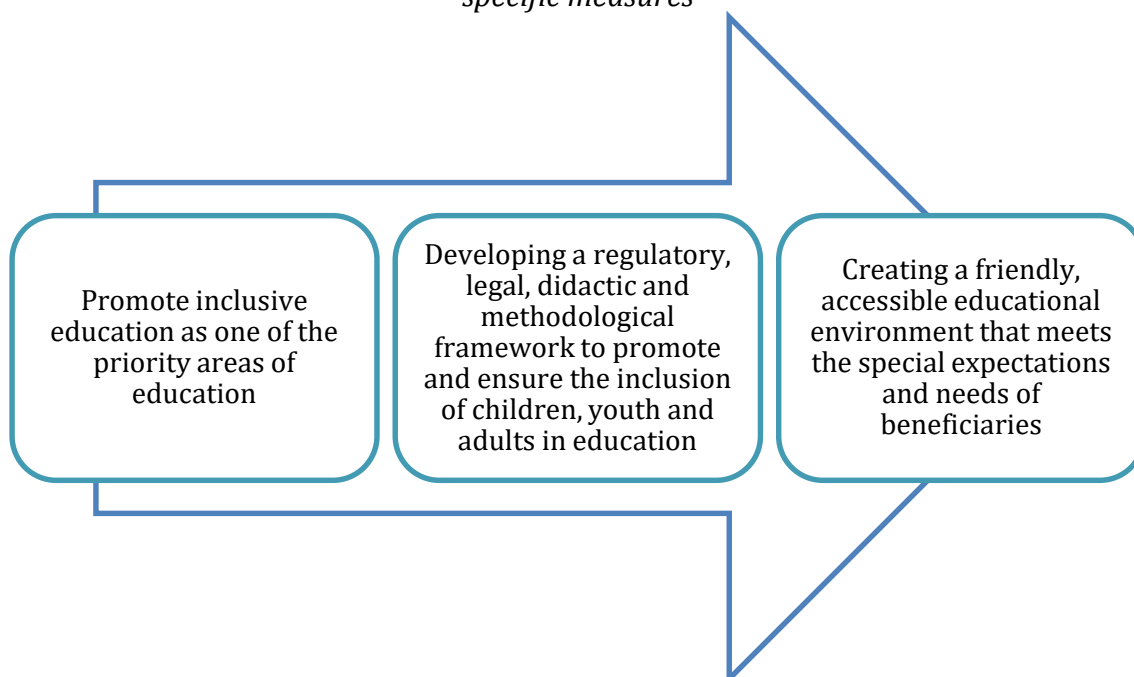 specific measures
Promote inclusive
education as one of the
priority areas of
education
Developing a regulatory,
legal, didactic and
methodological
framework to promote
and ensure the inclusion
of children, youth and
adults in education
Creating a friendly,
accessible educational
environment that meets
the special expectations
and needs of
beneficiaries